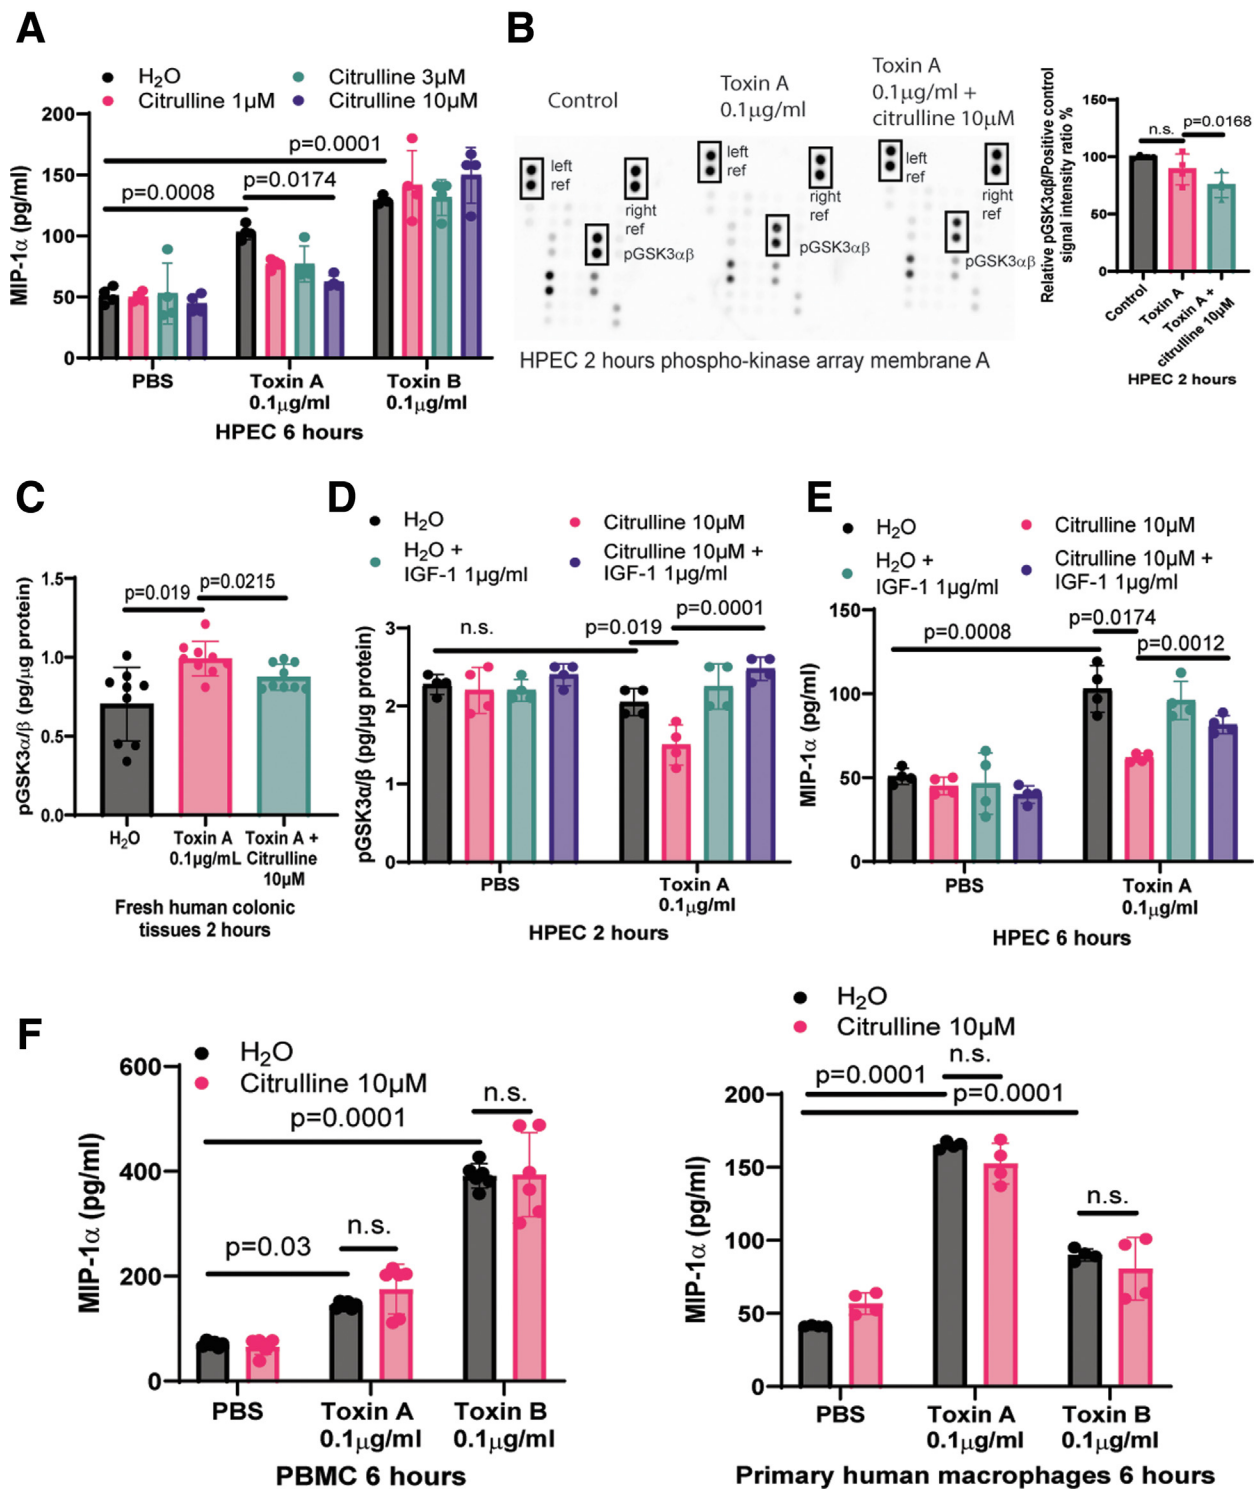 A
H₂O
Citrulline 1μM
Citrulline 3μM
Citrulline 10μM
MIP-1α (pg/ml)
200
150
100
50
0
p=0.0001
p=0.0008
p=0.0174
PBS
Toxin A
0.1μg/ml
Toxin B
0.1μg/ml
HPEC 6 hours
B
Control
Toxin A
0.1μg/ml
Toxin A
0.1μg/ml +
citrulline 10μM
left
ref
right
ref
pGSK3αβ
left
ref
right
ref
pGSK3αβ
left
ref
right
ref
pGSK3αβ
HPEC 2 hours phospho-kinase array membrane A
Relative pGSK3αβ/Positive control
signal intensity ratio %
150
100
50
0
n.s.
p=0.0168
Control
Toxin A
Toxin A +
citrulline 10μM
HPEC 2 hours
C
pGSK3α/β (pg/μg protein)
1.5
1.0
0.5
0.0
p=0.019
p=0.0215
H₂O
Toxin A
0.1μg/mL
Toxin A +
Citrulline
10μM
Fresh human colonic
tissues 2 hours
D
H₂O
H₂O +
IGF-1 1μg/ml
Citrulline 10μM
Citrulline 10μM +
IGF-1 1μg/ml
pGSK3α/β (pg/μg protein)
3
2
1
0
n.s.
p=0.019
p=0.0001
PBS
Toxin A
0.1μg/ml
HPEC 2 hours
E
H₂O
H₂O +
IGF-1 1μg/ml
Citrulline 10μM
Citrulline 10μM +
IGF-1 1μg/ml
MIP-1α (pg/ml)
150
100
50
0
p=0.0008
p=0.0174
p=0.0012
PBS
Toxin A
0.1μg/ml
HPEC 6 hours
F
H₂O
Citrulline 10μM
MIP-1α (pg/ml)
600
400
200
0
p=0.0001
n.s.
p=0.03
n.s.
PBS
Toxin A
0.1μg/ml
Toxin B
0.1μg/ml
PBMC 6 hours
H₂O
Citrulline 10μM
MIP-1α (pg/ml)
200
150
100
50
0
n.s.
p=0.0001
p=0.0001
n.s.
PBS
Toxin A
0.1μg/ml
Toxin B
0.1μg/ml
Primary human macrophages 6 hours